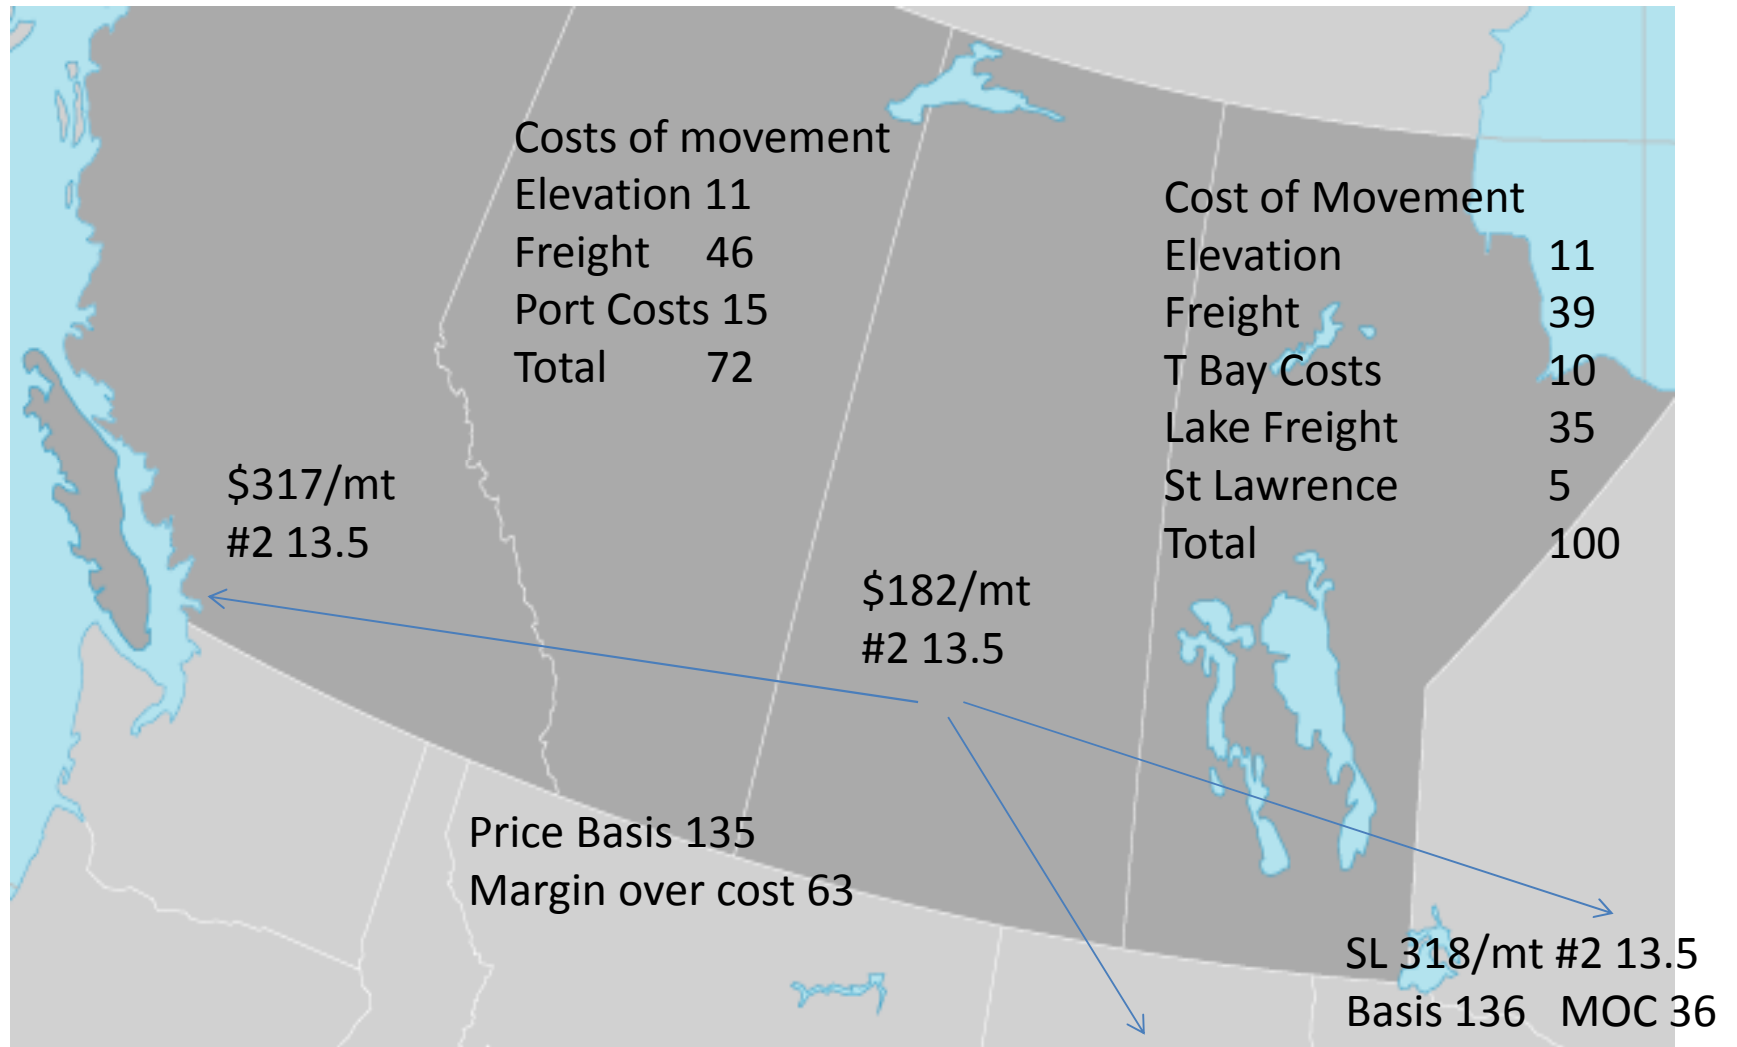 Costs of movement
Elevation 11
Freight 46
Port Costs 15
Total 72
Cost of Movement
Elevation 11
Freight 39
T Bay Costs 10
Lake Freight 35
St Lawrence 5
Total 100
$317/mt
#2 13.5
$182/mt
#2 13.5
Price Basis 135
Margin over cost 63
SL 318/mt #2 13.5
Basis 136 MOC 36